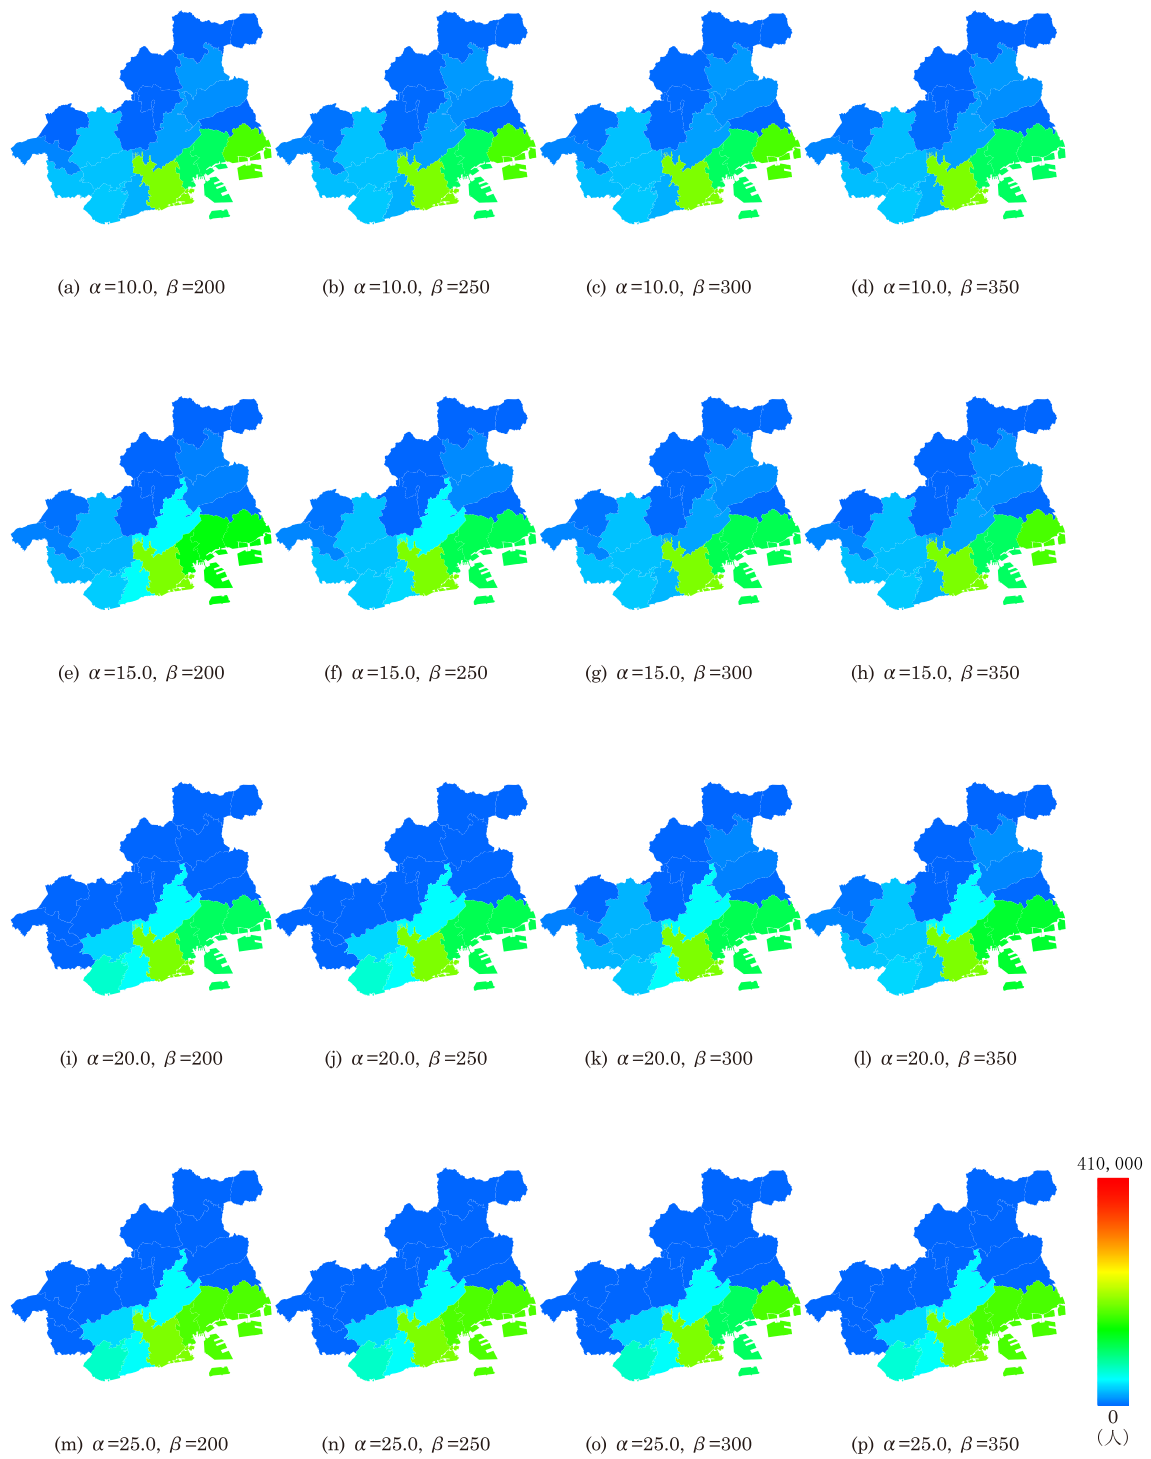 (a) α=10.0, β=200
(b) α=10.0, β=250
(c) α=10.0, β=300
(d) α=10.0, β=350
(e) α=15.0, β=200
(f) α=15.0, β=250
(g) α=15.0, β=300
(h) α=15.0, β=350
(i) α=20.0, β=200
(j) α=20.0, β=250
(k) α=20.0, β=300
(l) α=20.0, β=350
410,000
0
(人)
(m) α=25.0, β=200
(n) α=25.0, β=250
(o) α=25.0, β=300
(p) α=25.0, β=350